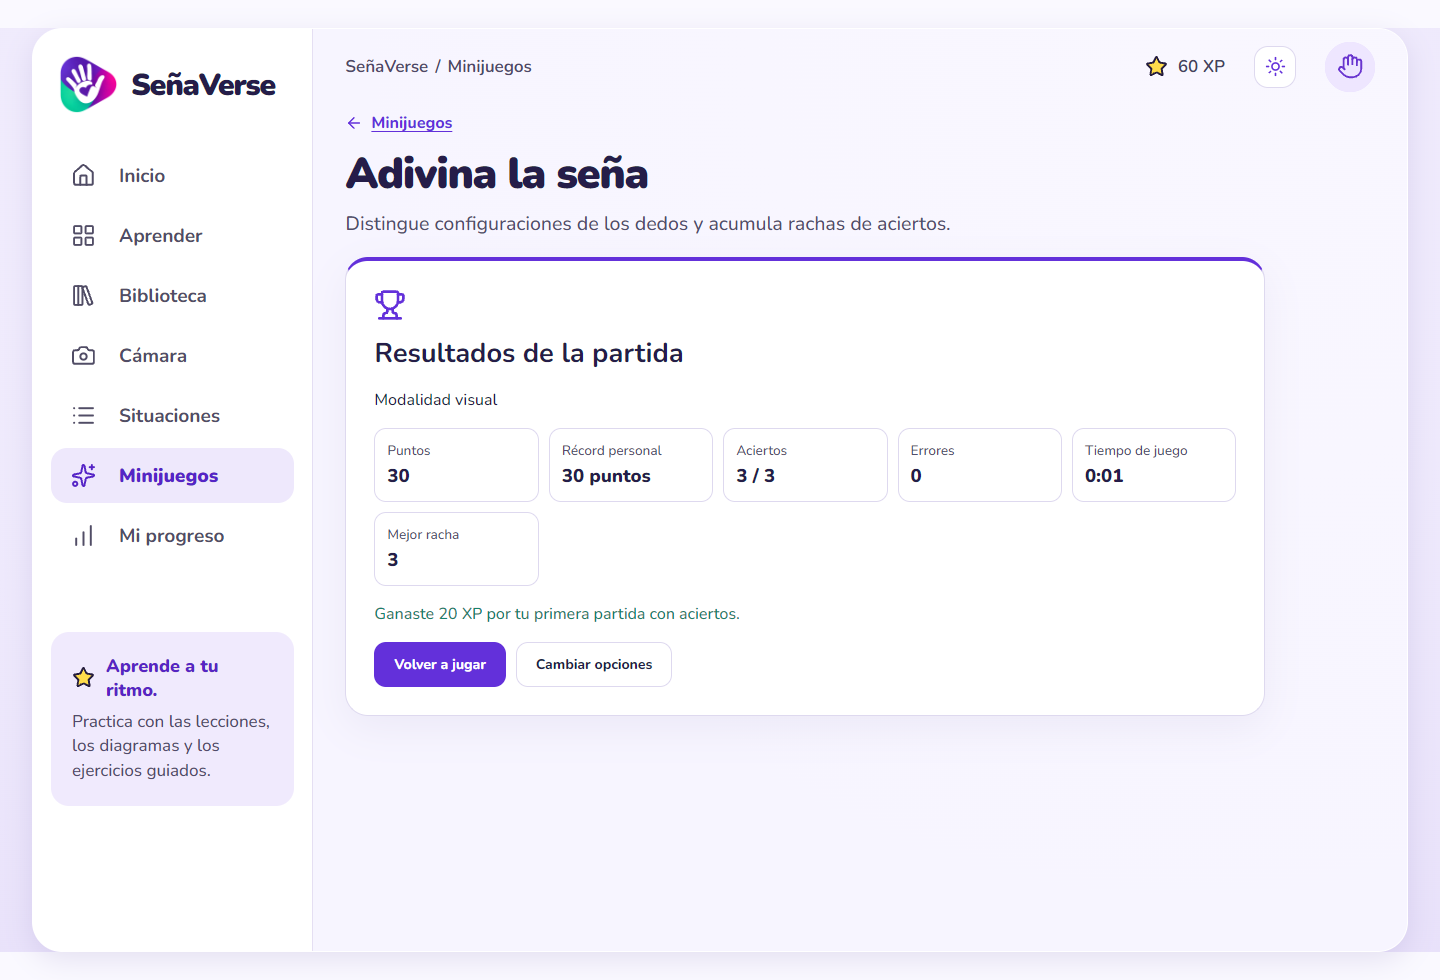 SeñaVerse
Inicio
Aprender
Biblioteca
Cámara
Situaciones
Minijuegos
Mi progreso
Aprende a tu
ritmo.
Practica con las lecciones,
los diagramas y los
ejercicios guiados.
SeñaVerse / Minijuegos
60 XP
Minijuegos
Adivina la seña
Distingue configuraciones de los dedos y acumula rachas de aciertos.
Resultados de la partida
Modalidad visual
Puntos
30
Récord personal
30 puntos
Aciertos
3 / 3
Errores
0
Tiempo de juego
0:01
Mejor racha
3
Ganaste 20 XP por tu primera partida con aciertos.
Volver a jugar
Cambiar opciones